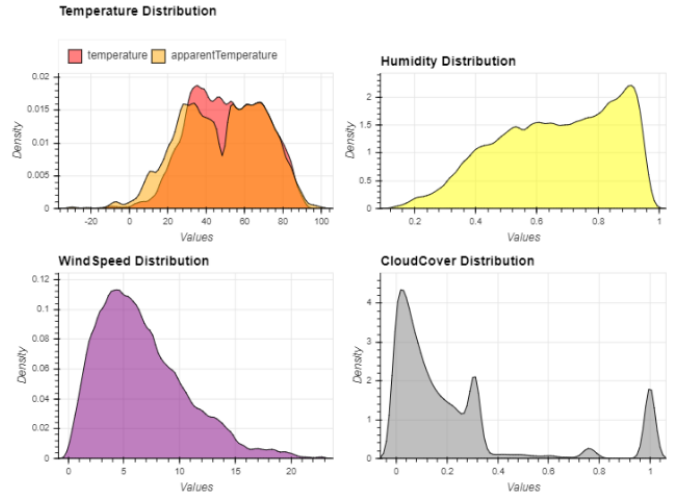 Temperature Distribution
temperature apparentTemperature
0.02
0.015
0.01
0.005
0
Density
-20 0 20 40 60 80 100
Values
Humidity Distribution
2
1.5
1
0.5
0
Density
0.2 0.4 0.6 0.8 1
Values
WindSpeed Distribution
0.12
0.1
0.08
0.06
0.04
0.02
0
Density
0 5 10 15 20
Values
CloudCover Distribution
4
3
2
1
0
Density
0 0.2 0.4 0.6 0.8 1
Values